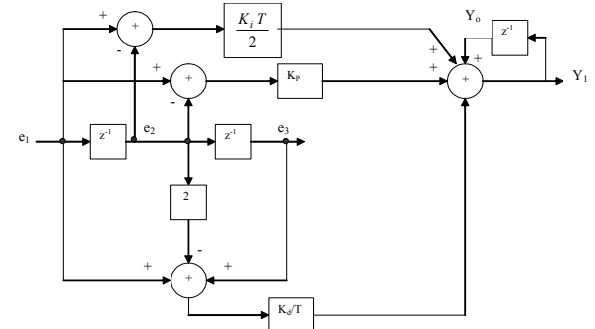 +
+
-
K_i T
2
+
+
-
K_P
+
+
+
+
Y_o
z^-1
Y_1
e_1
z^-1
e_2
z^-1
e_3
2
-
+
+
+
K_d/T